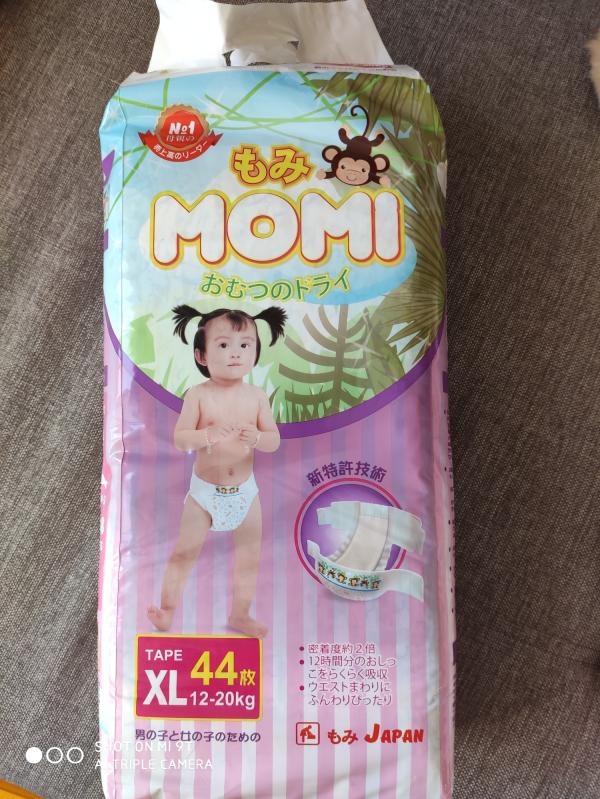 No1
母親の
売上高のリーダー
もみ
MOMI
おむつのドライ
新特許技術
TAPE
XL
44枚
12-20kg
• 密着度約2倍
• 12時間分のおしっ
こをらくらく吸収
• ウエストまわりに
ふんわりぴったり
男の子と女の子のための
もみ JAPAN
SHOT ON MI 9T
AI TRIPLE CAMERA